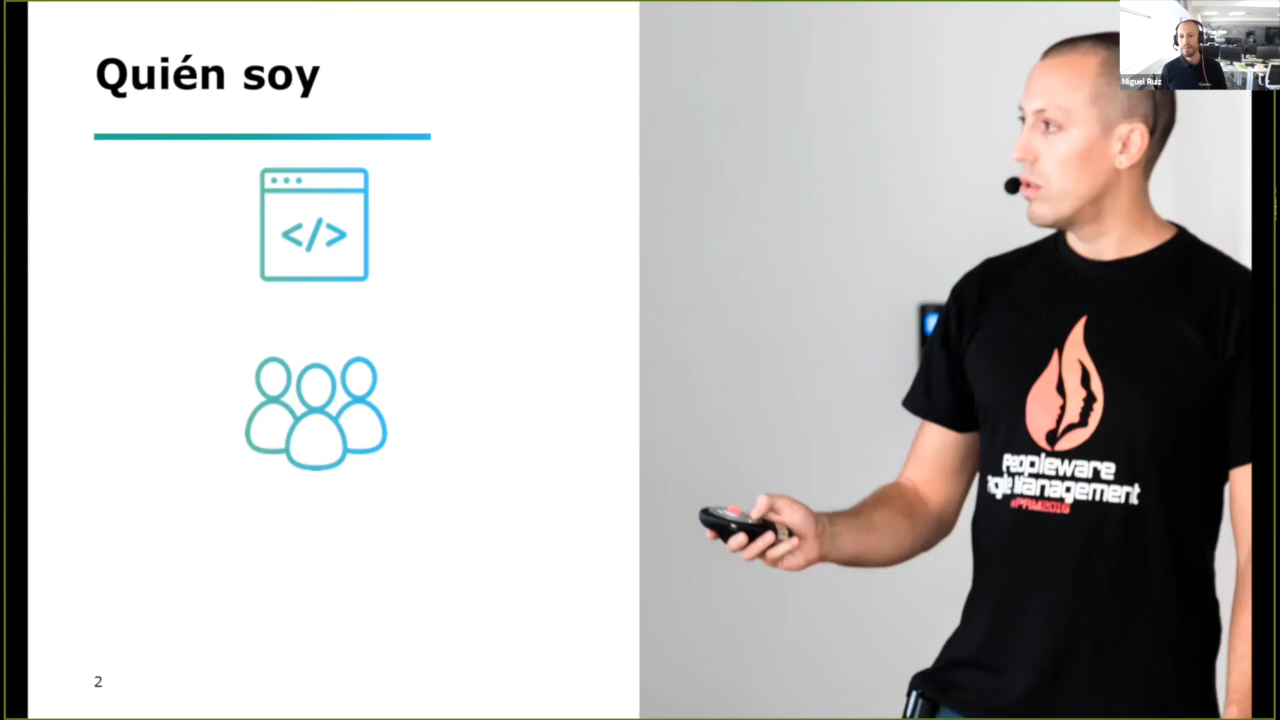 Quién soy
</>
Miguel Ruiz
Peopleware
Agile Management
#PAM2016
2